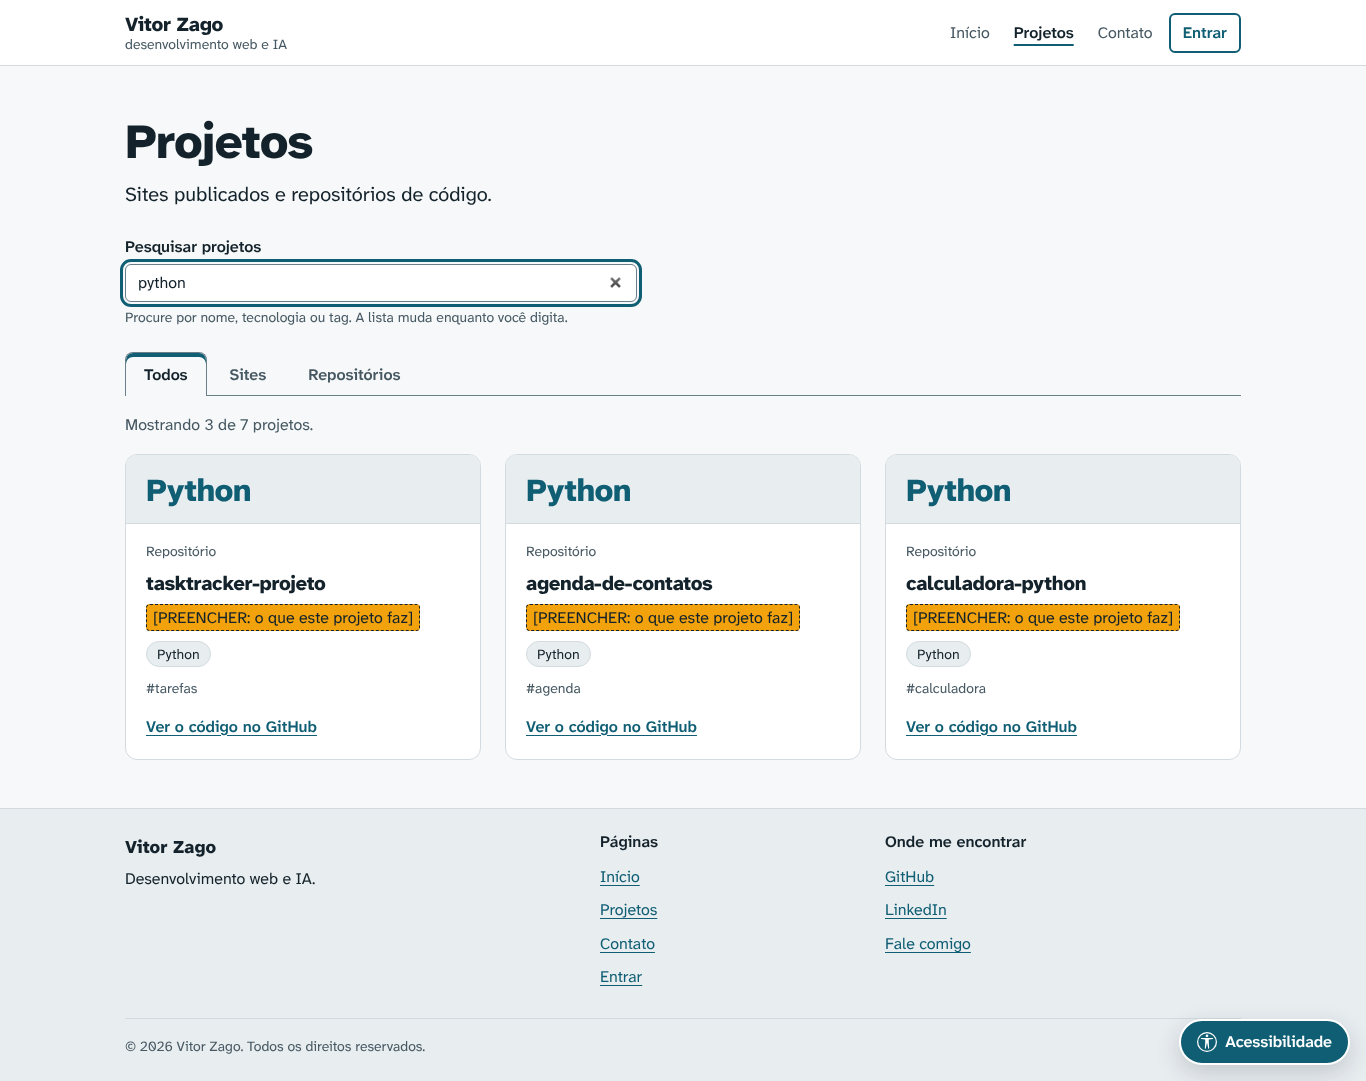 Vitor Zago
desenvolvimento web e IA
Início
Projetos
Contato
Entrar
Projetos
Sites publicados e repositórios de código.
Pesquisar projetos
python
Procure por nome, tecnologia ou tag. A lista muda enquanto você digita.
Todos
Sites
Repositórios
Mostrando 3 de 7 projetos.
Python
Repositório
tasktracker-projeto
[PREENCHER: o que este projeto faz]
Python
#tarefas
Ver o código no GitHub
Python
Repositório
agenda-de-contatos
[PREENCHER: o que este projeto faz]
Python
#agenda
Ver o código no GitHub
Python
Repositório
calculadora-python
[PREENCHER: o que este projeto faz]
Python
#calculadora
Ver o código no GitHub
Vitor Zago
Desenvolvimento web e IA.
Páginas
Início
Projetos
Contato
Entrar
Onde me encontrar
GitHub
LinkedIn
Fale comigo
© 2026 Vitor Zago. Todos os direitos reservados.
Acessibilidade